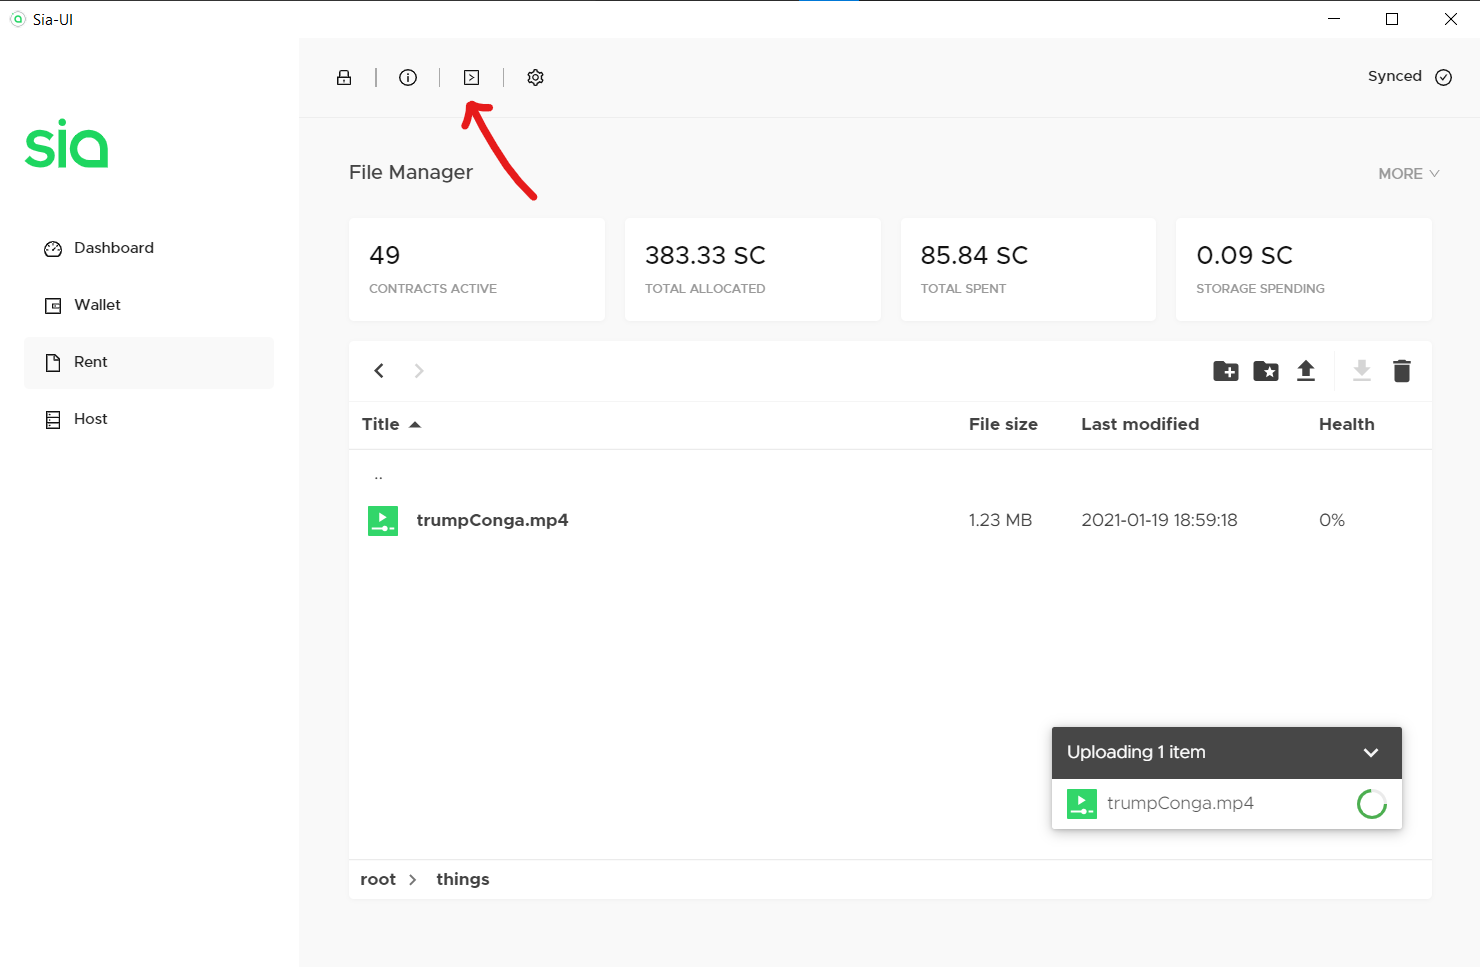 Sia-UI
Synced
sia
File Manager
MORE
Dashboard
Wallet
Rent
Host
49
CONTRACTS ACTIVE
383.33 SC
TOTAL ALLOCATED
85.84 SC
TOTAL SPENT
0.09 SC
STORAGE SPENDING
Title File size Last modified Health
..
trumpConga.mp4 1.23 MB 2021-01-19 18:59:18 0%
Uploading 1 item
trumpConga.mp4
root > things